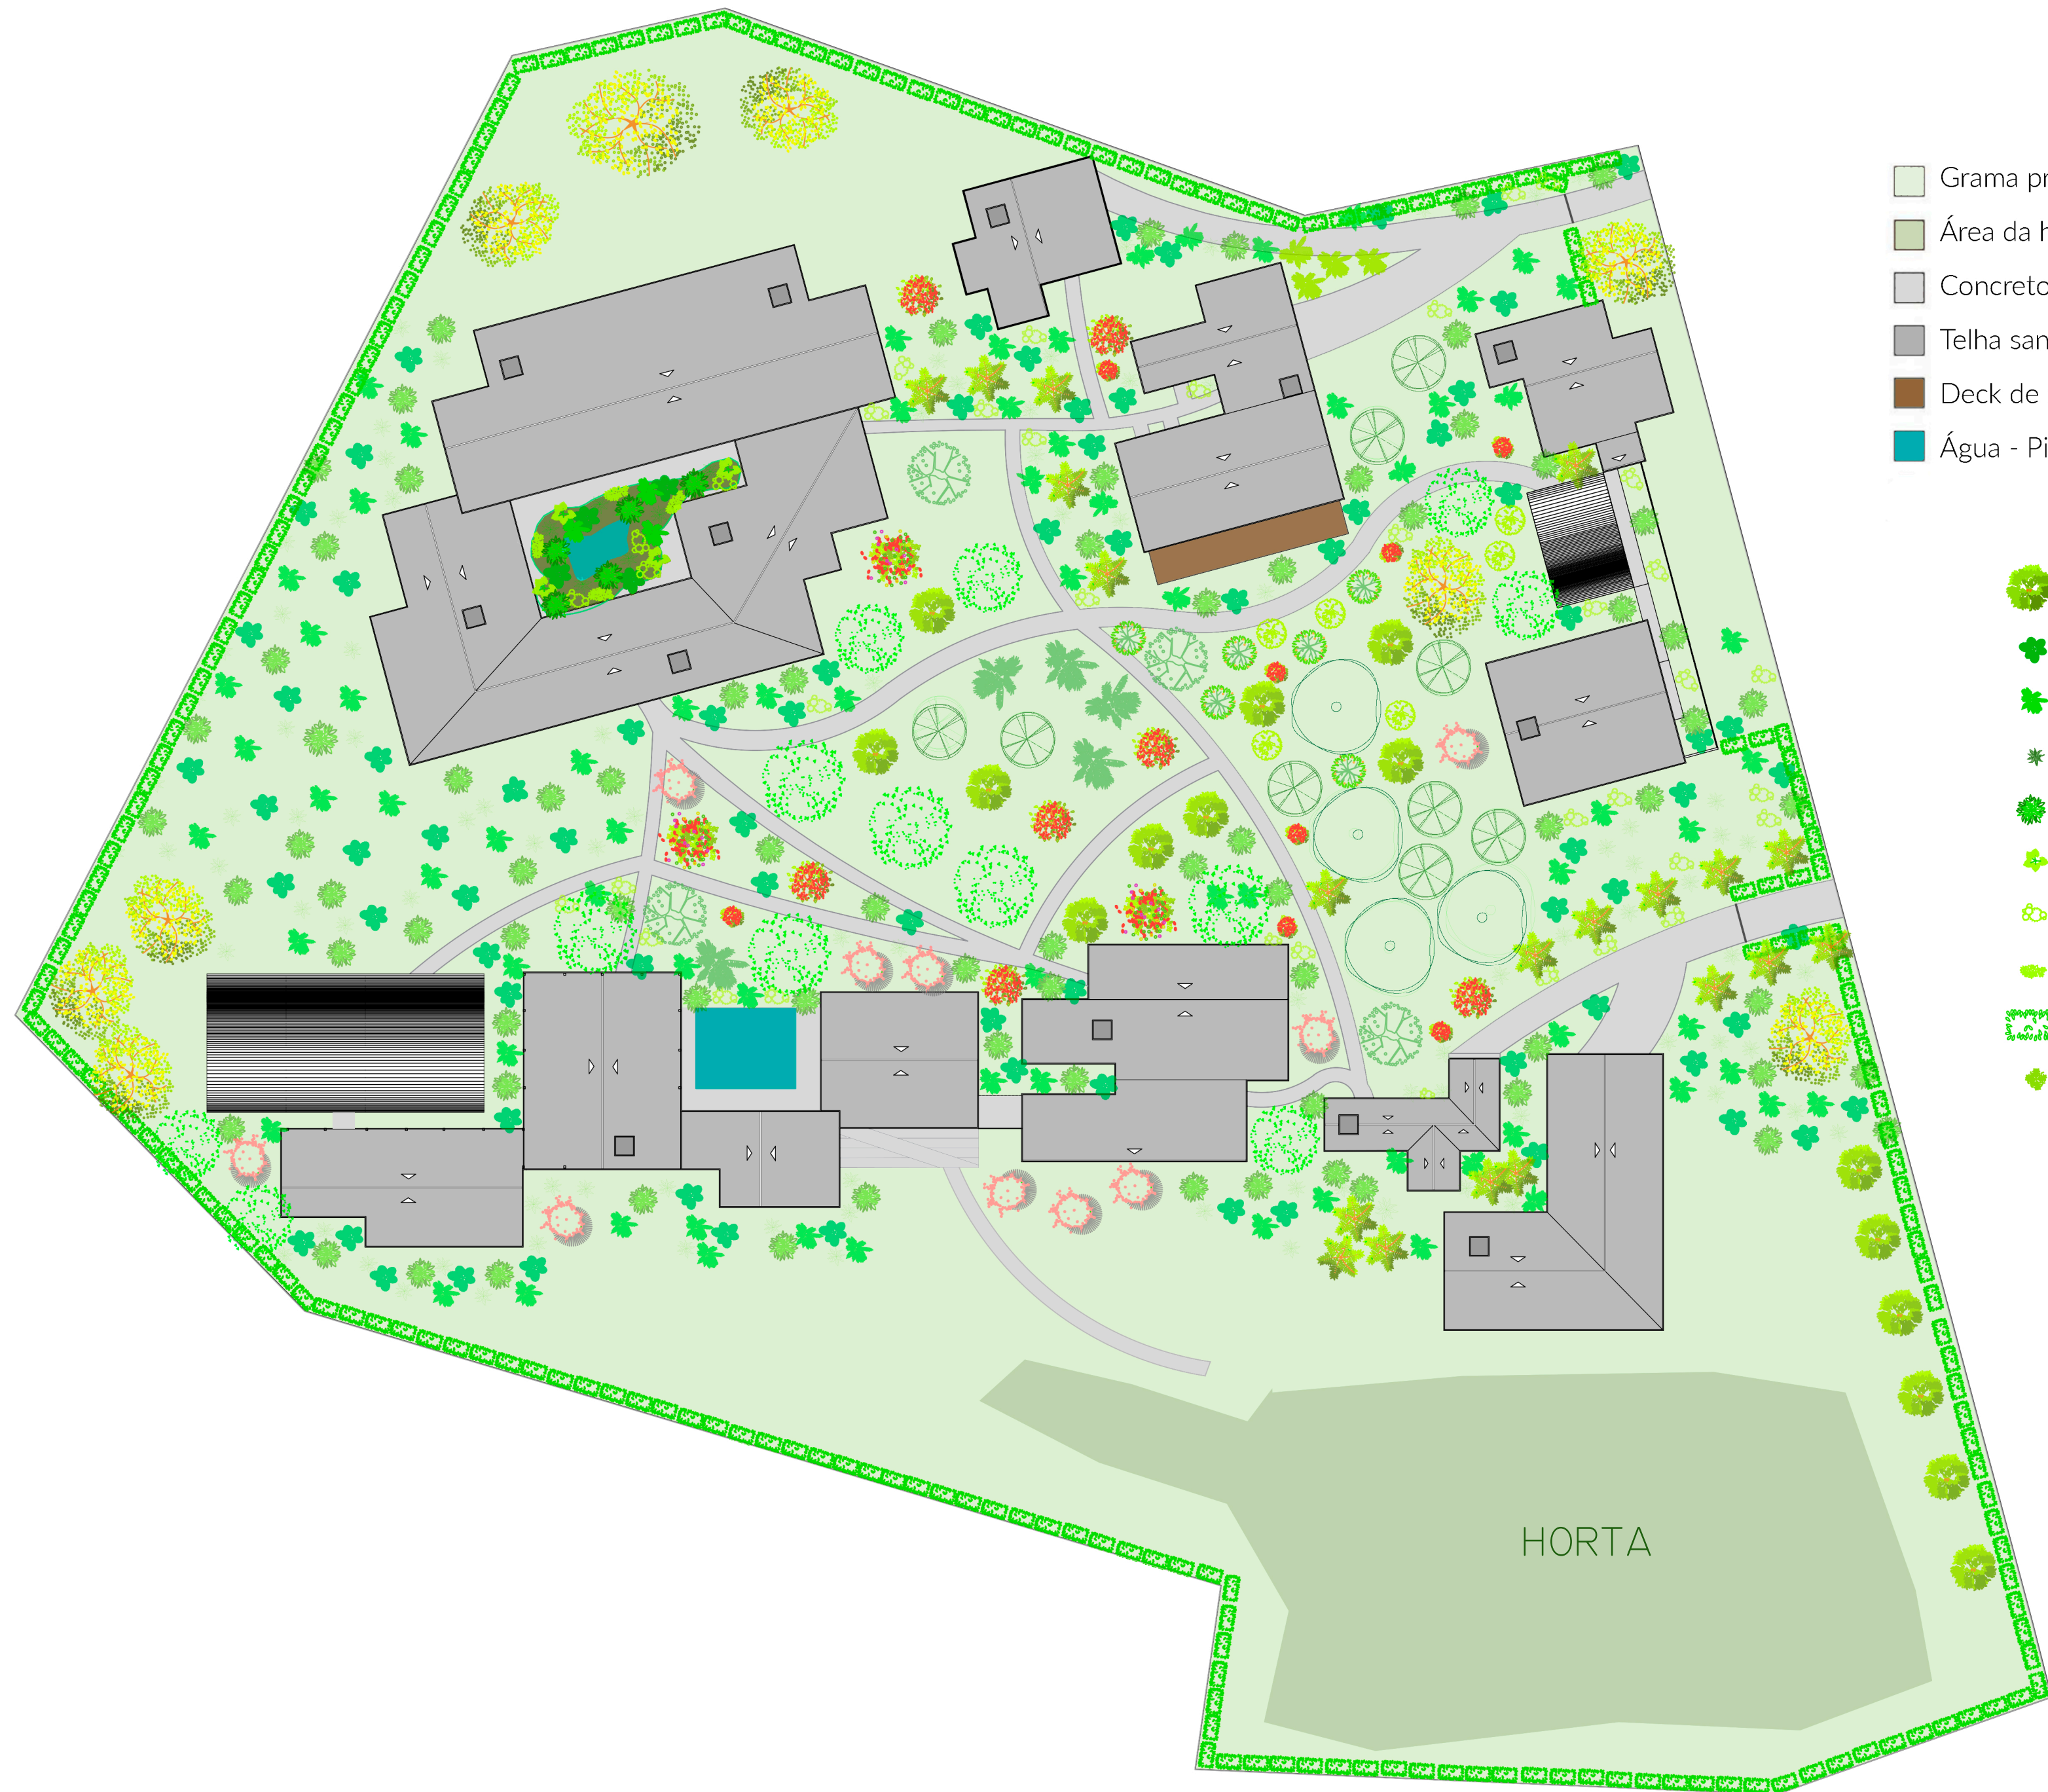 Grama pr
Área da h
Concreto
Telha san
Deck de
Água - Pi
HORTA